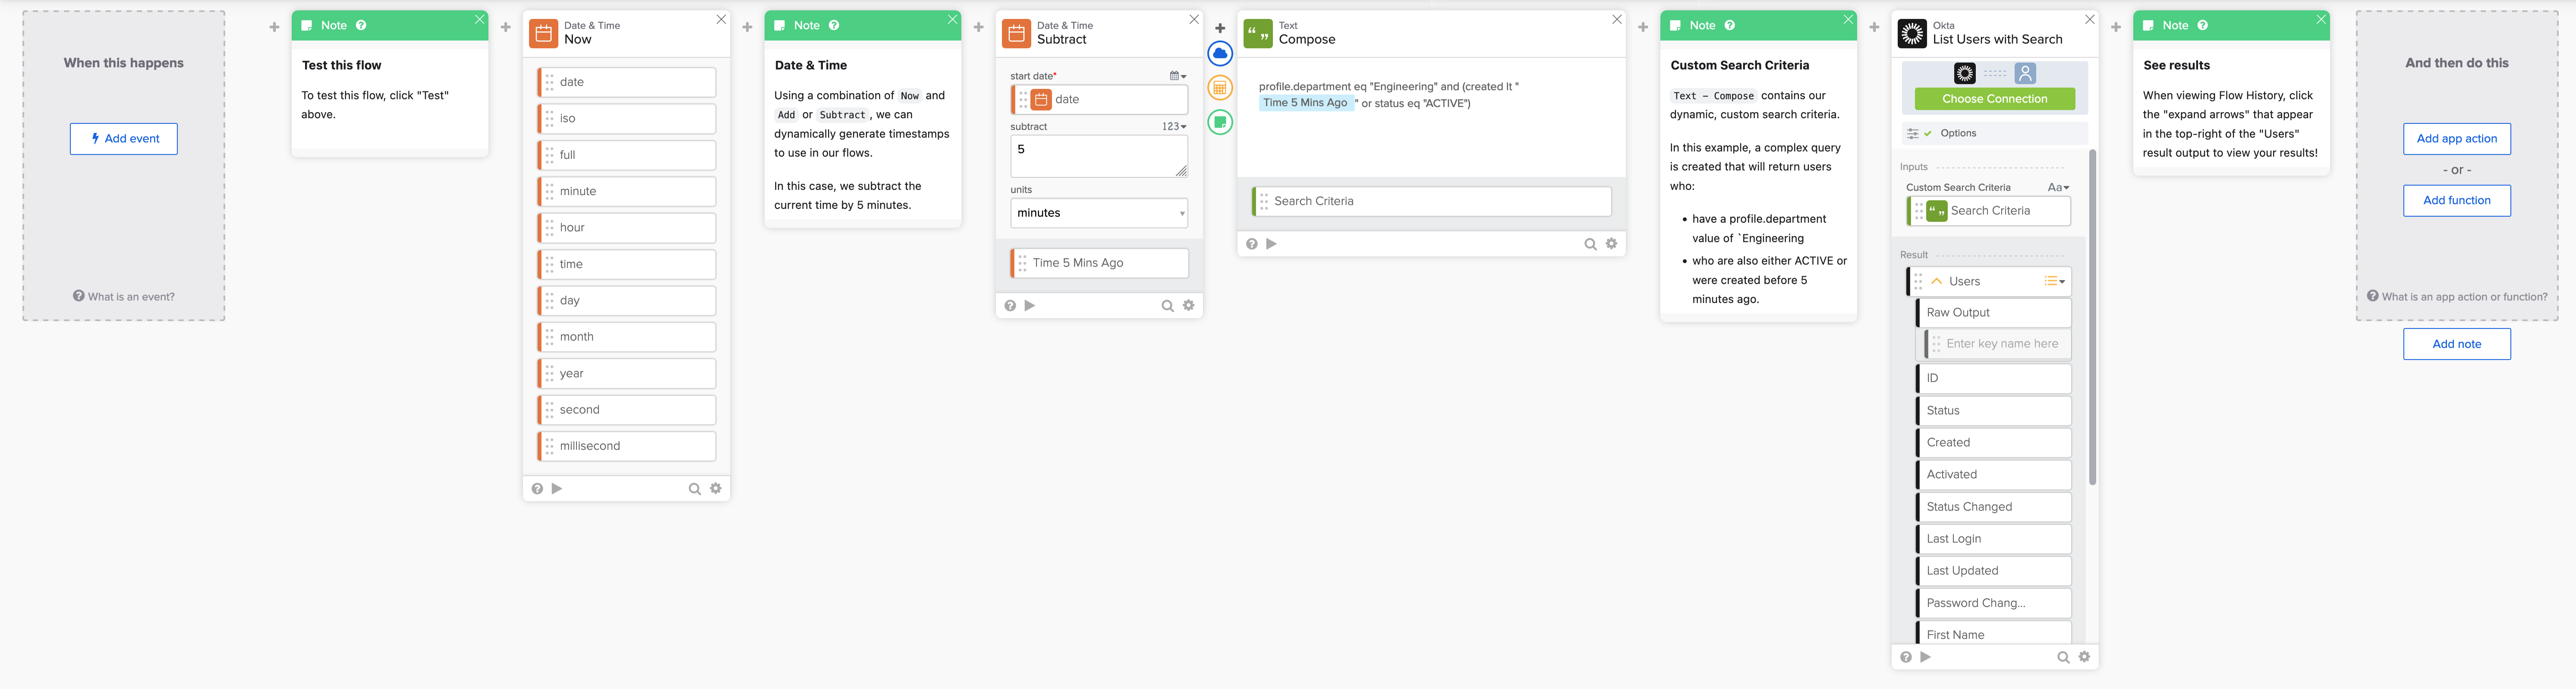 When this happens
Add event
What is an event?
Note
Test this flow
To test this flow, click "Test"
above.
Date & Time
Now
date
iso
full
minute
hour
time
day
month
year
second
millisecond
Note
Date & Time
Using a combination of Now and
Add or Subtract, we can
dynamically generate timestamps
to use in our flows.
In this case, we subtract the
current time by 5 minutes.
Date & Time
Subtract
start date*
date
subtract
123
5
units
minutes
Time 5 Mins Ago
Text
Compose
profile.department eq "Engineering" and (created lt "
Time 5 Mins Ago " or status eq "ACTIVE")
Search Criteria
Note
Custom Search Criteria
Text - Compose contains our
dynamic, custom search criteria.
In this example, a complex query
is created that will return users
who:
• have a profile.department
value of `Engineering
• who are also either ACTIVE or
were created before 5
minutes ago.
Okta
List Users with Search
Choose Connection
Options
Inputs
Custom Search Criteria
Aa
Search Criteria
Result
Users
Raw Output
Enter key name here
ID
Status
Created
Activated
Status Changed
Last Login
Last Updated
Password Chang...
First Name
Note
See results
When viewing Flow History, click
the "expand arrows" that appear
in the top-right of the "Users"
result output to view your results!
And then do this
Add app action
- or -
Add function
What is an app action or function?
Add note